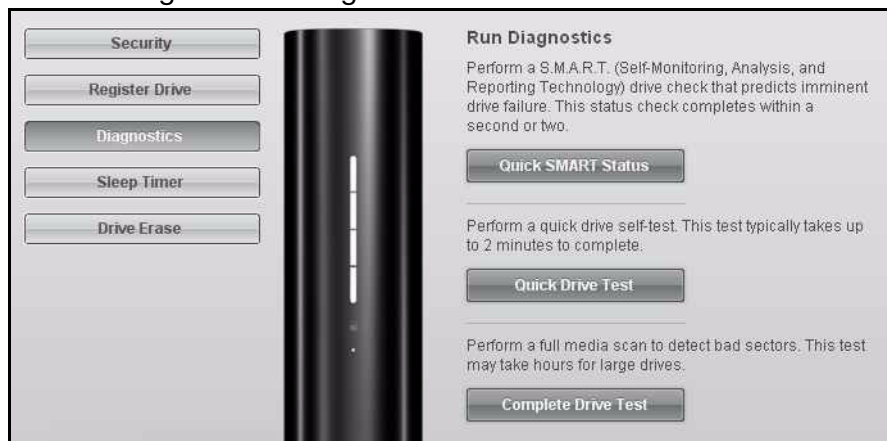 Security
Register Drive
Diagnostics
Sleep Timer
Drive Erase
Run Diagnostics
Perform a S.M.A.R.T. (Self-Monitoring, Analysis, and
Reporting Technology) drive check that predicts imminent
drive failure. This status check completes within a
second or two.
Quick SMART Status
Perform a quick drive self-test. This test typically takes up
to 2 minutes to complete.
Quick Drive Test
Perform a full media scan to detect bad sectors. This test
may take hours for large drives.
Complete Drive Test